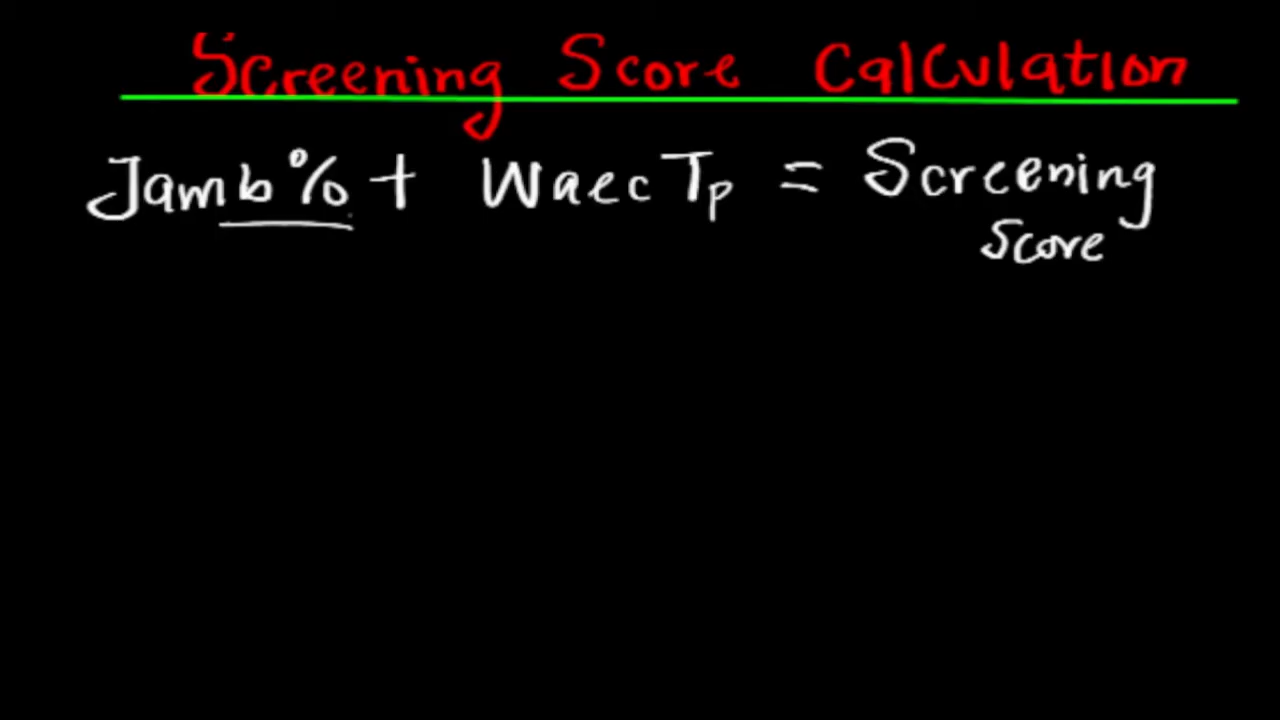 Screening Score Calculation
Jamb% + Waec Tp = Screening
Score